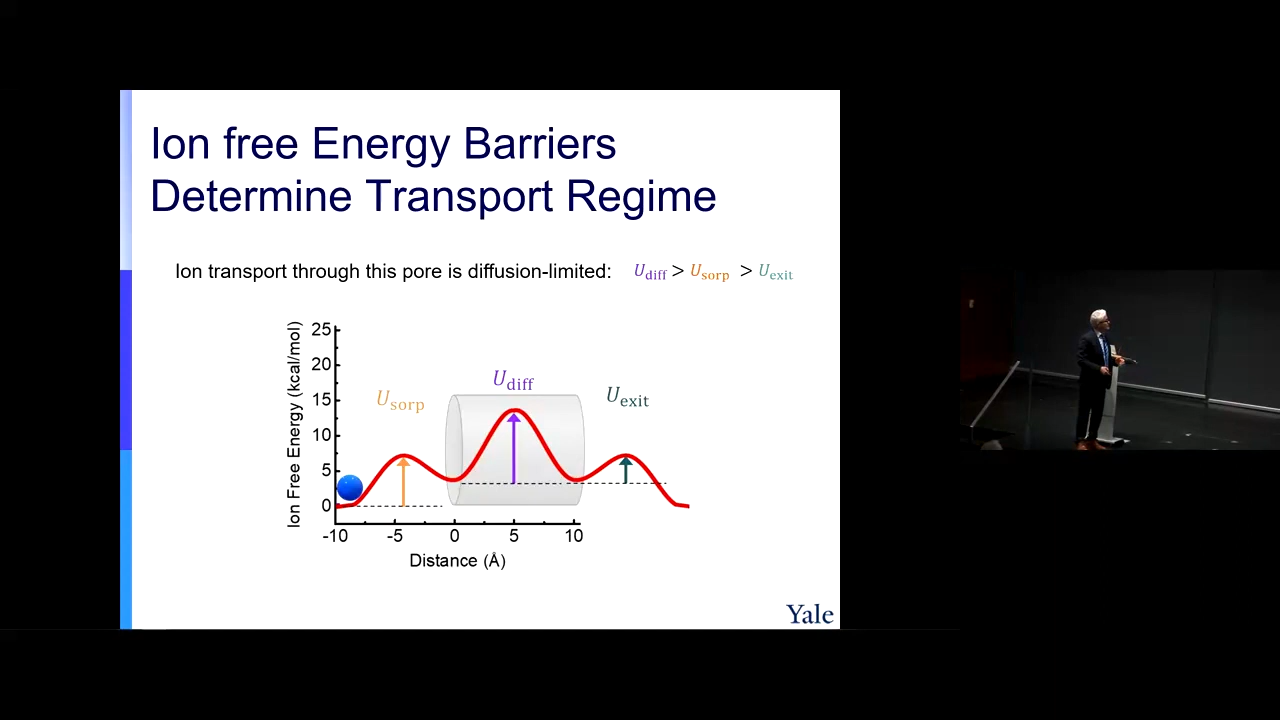 Ion free Energy Barriers
Determine Transport Regime
Ion transport through this pore is diffusion-limited: U_diff > U_sorp > U_exit
Ion Free Energy (kcal/mol)
25
20
15
10
5
0
U_sorp
U_diff
U_exit
-10 -5 0 5 10
Distance (Å)
Yale